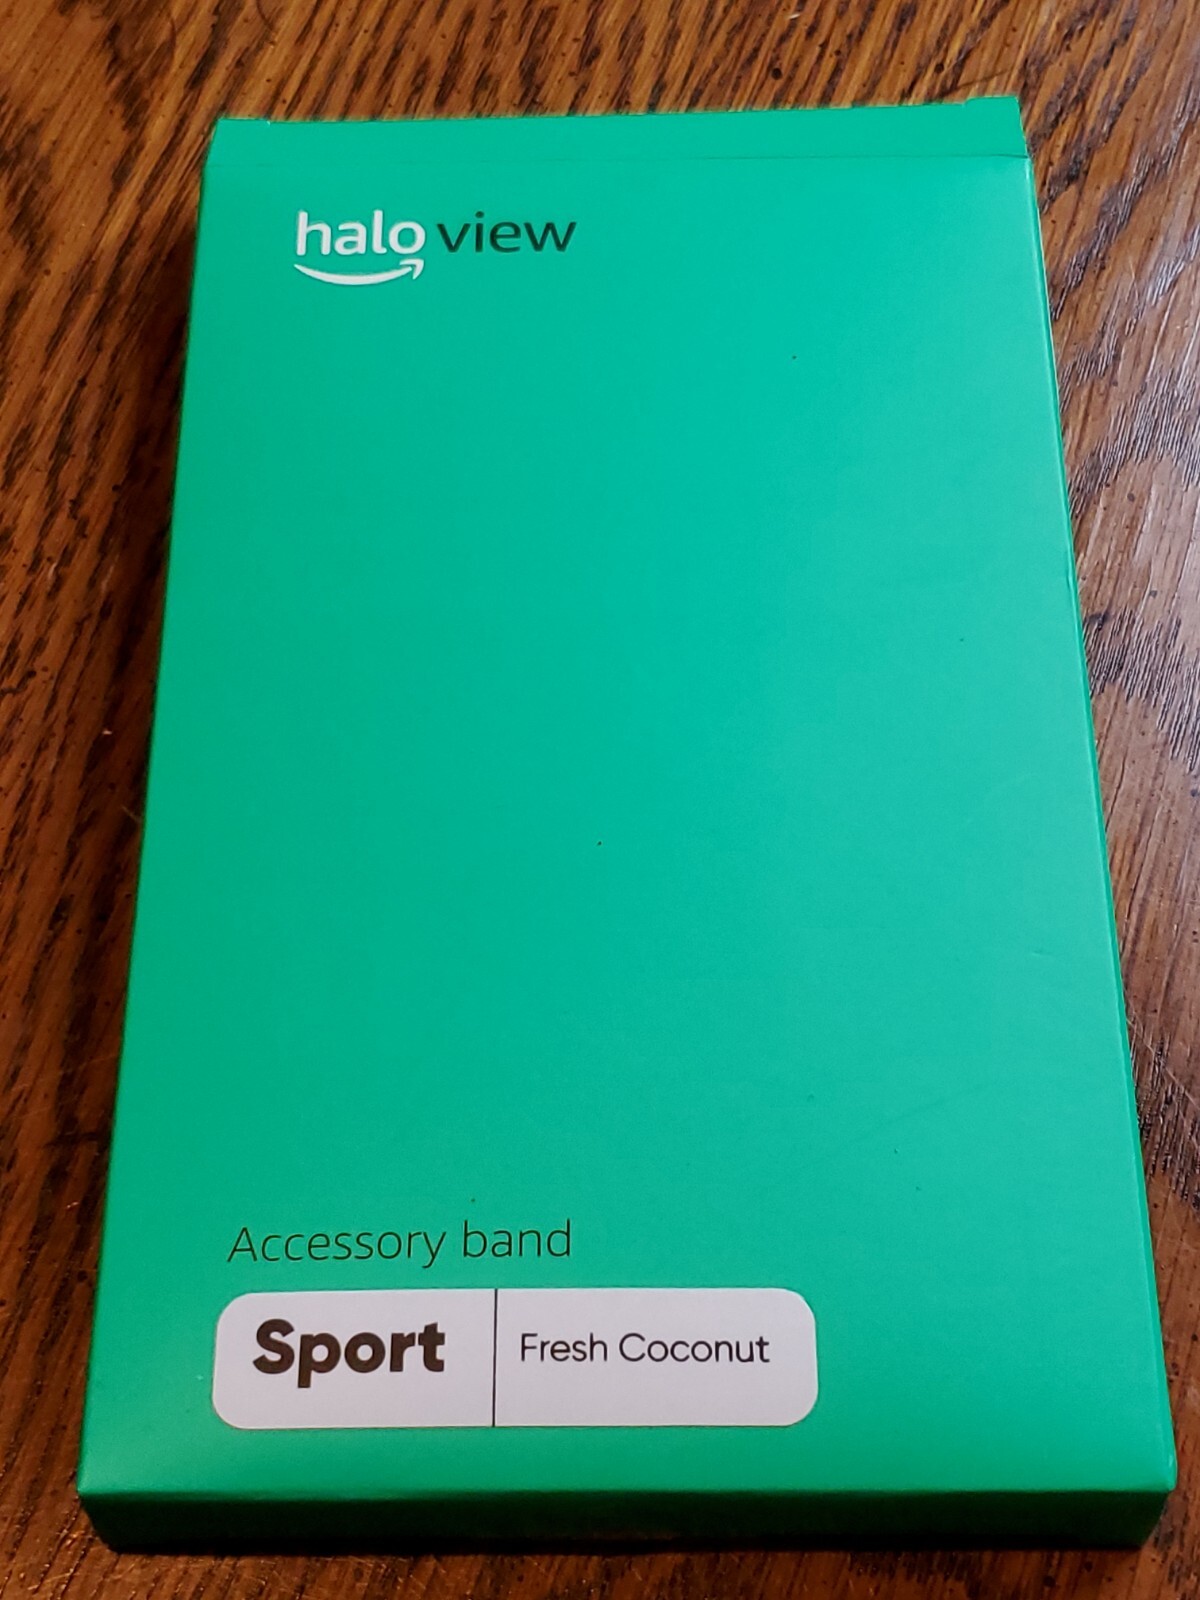 halo view
Accessory band
Sport Fresh Coconut